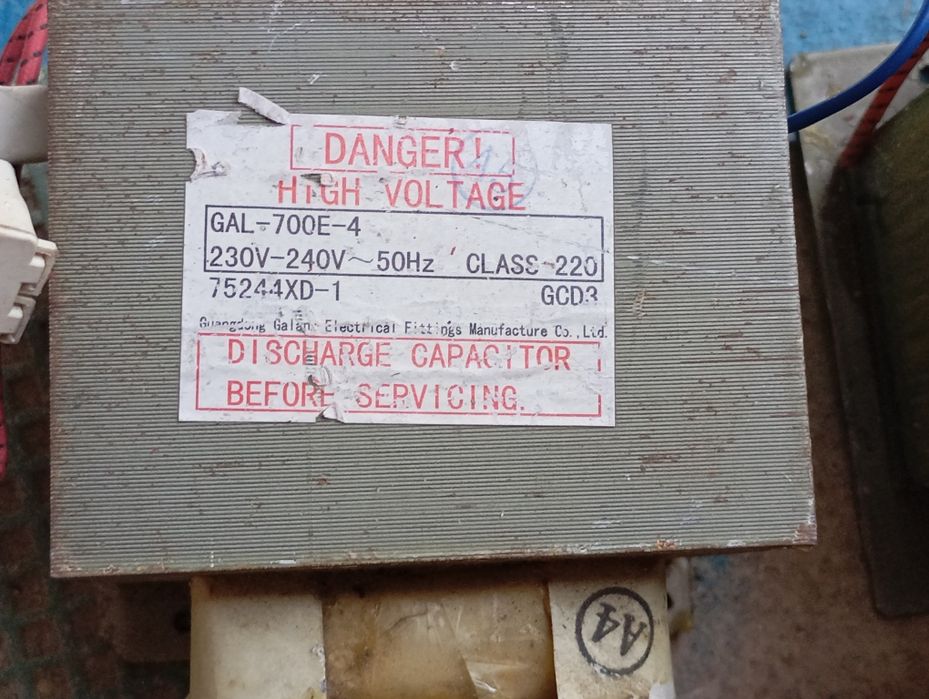 DANGER!
HIGH VOLTAGE
GAL-700E-4
230V-240V~50Hz CLASS-220
75244XD-1 GCD3
Guangdong Galanz Electrical Fittings Manufacture Co.,Ltd.
DISCHARGE CAPACITOR
BEFORE SERVICING.
A4